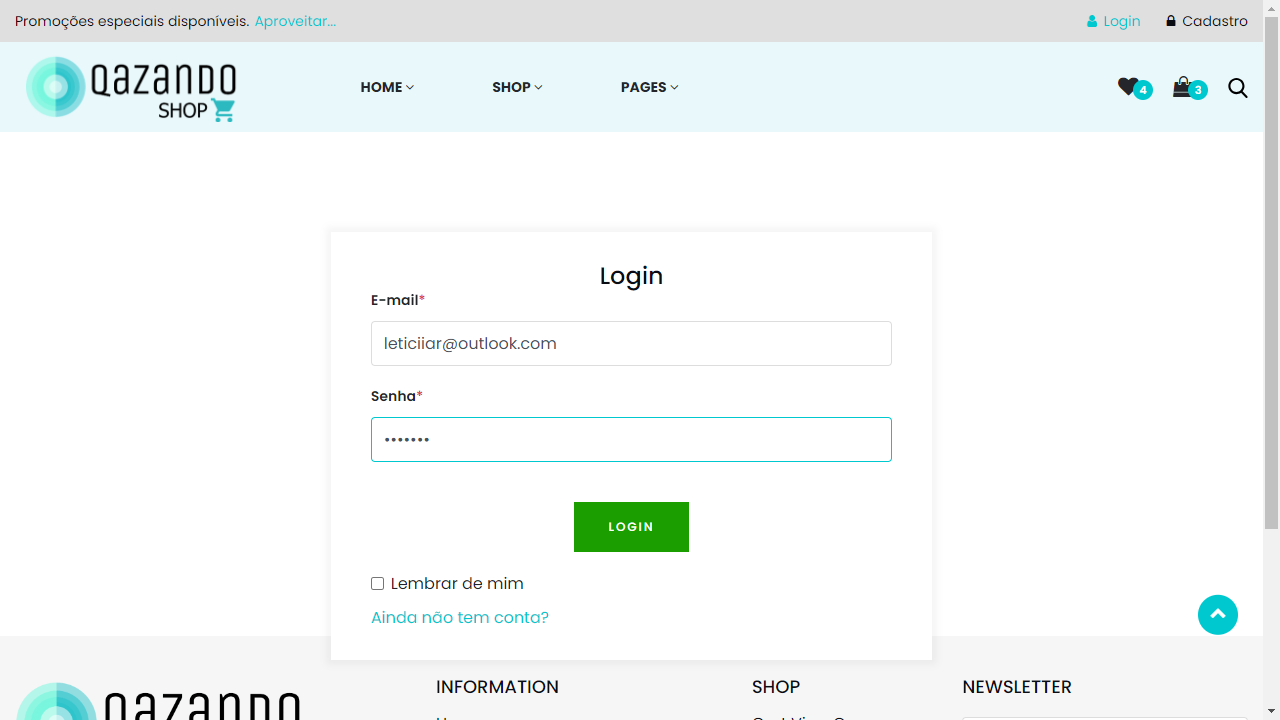 Promoções especiais disponíveis. Aproveitar...
Login
Cadastro
QAZANDO
SHOP
HOME
SHOP
PAGES
4
3
Login
E-mail*
leticiiar@outlook.com
Senha*
•••••••
LOGIN
Lembrar de mim
Ainda não tem conta?
QAZANDO
INFORMATION
SHOP
NEWSLETTER